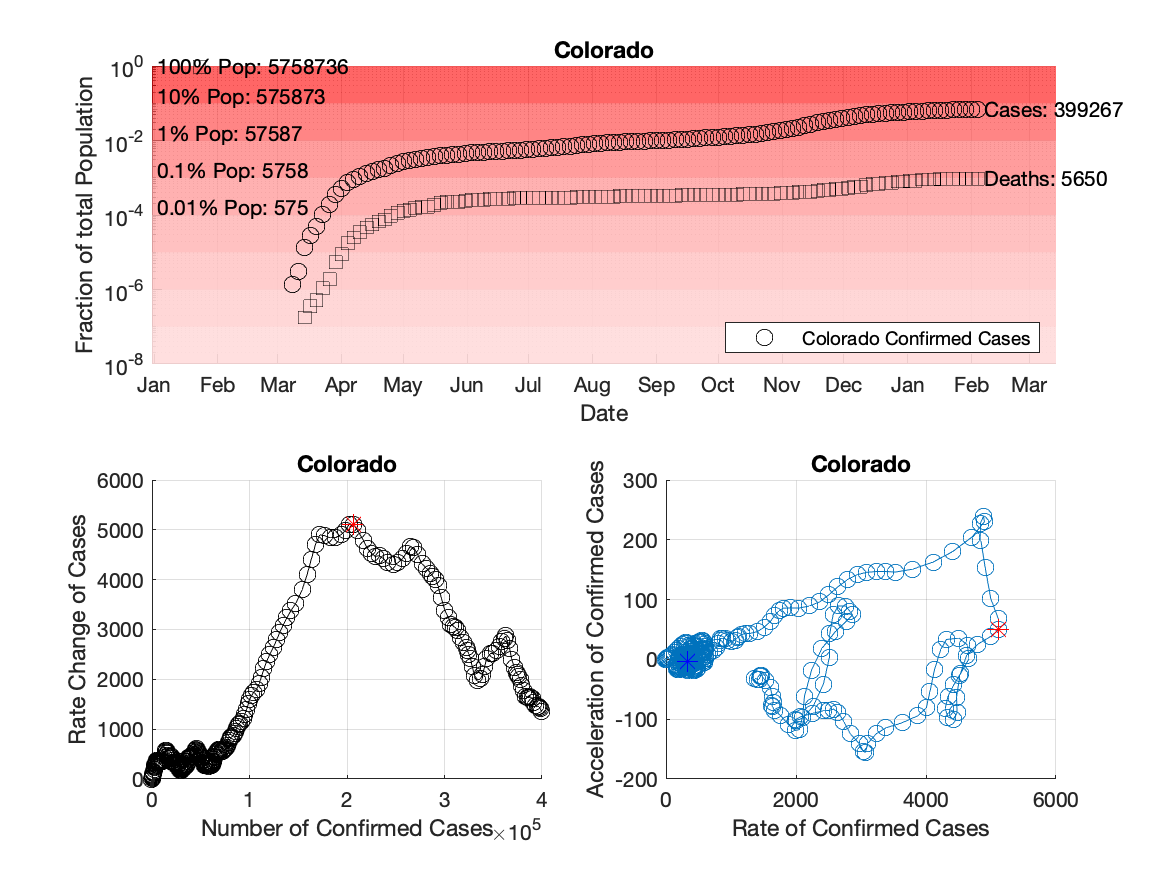 Colorado
Fraction of total Population
10^0
10^-2
10^-4
10^-6
10^-8
100% Pop: 5758736
10% Pop: 575873
1% Pop: 57587
0.1% Pop: 5758
0.01% Pop: 575
Cases: 399267
Deaths: 5650
Colorado Confirmed Cases
Jan Feb Mar Apr May Jun Jul Aug Sep Oct Nov Dec Jan Feb Mar
Date
Colorado
Rate Change of Cases
6000
5000
4000
3000
2000
1000
0
0 1 2 3 4
Number of Confirmed Cases ×10^5
Colorado
Acceleration of Confirmed Cases
300
200
100
0
-100
-200
0 2000 4000 6000
Rate of Confirmed Cases